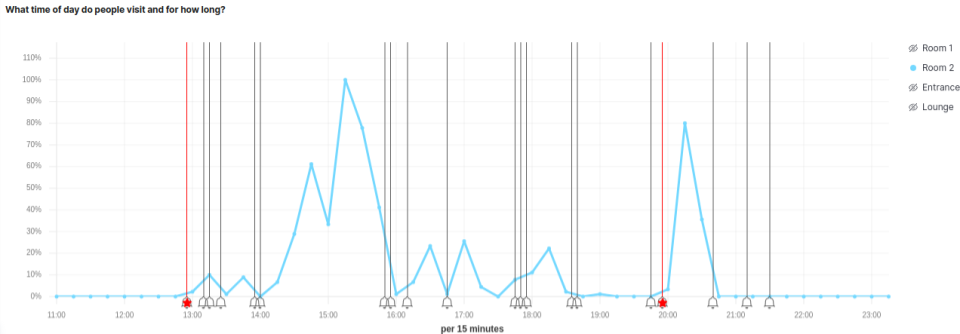 What time of day do people visit and for how long?
110%
100%
90%
80%
70%
60%
50%
40%
30%
20%
10%
0%
11:00 12:00 13:00 14:00 15:00 16:00 17:00 18:00 19:00 20:00 21:00 22:00 23:00
per 15 minutes
Room 1
Room 2
Entrance
Lounge